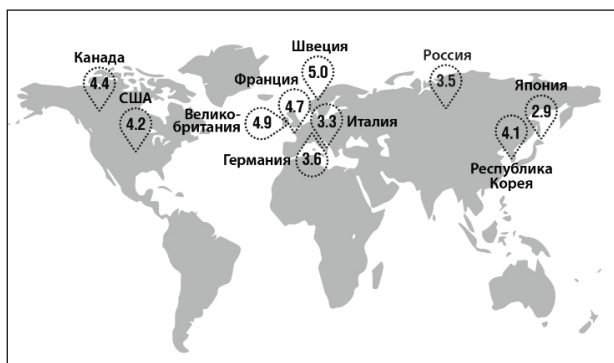 Канада
4.4
США
4.2
Швеция
5.0
Франция
4.7
Велико-
британия
4.9
3.3
Италия
Германия
3.6
Россия
3.5
Япония
2.9
4.1
Республика
Корея